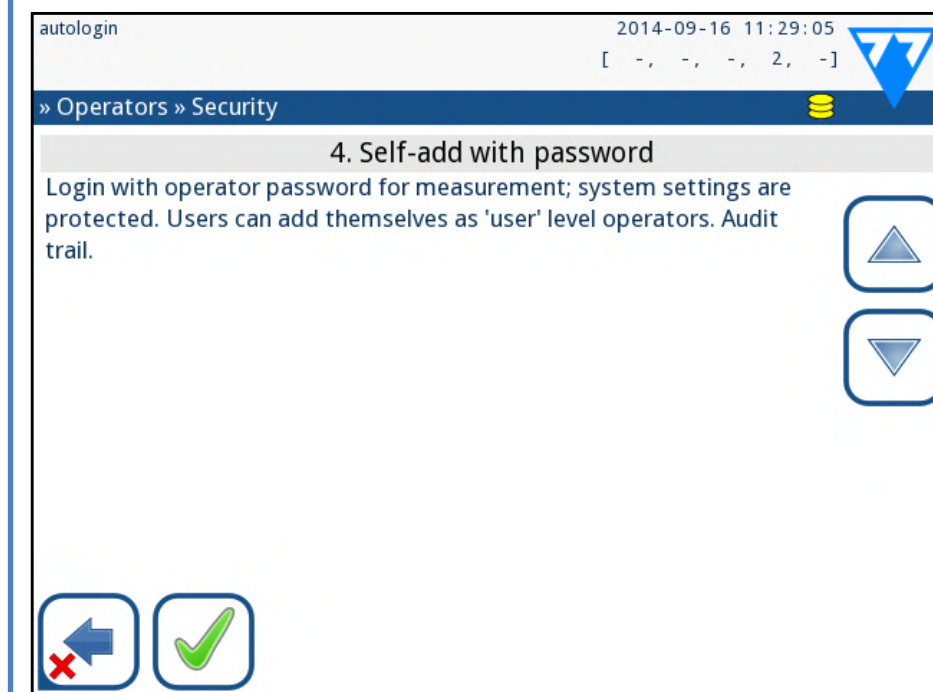 autologin
2014-09-16 11:29:05
[ -, -, -, 2, -]
» Operators » Security
4. Self-add with password
Login with operator password for measurement; system settings are
protected. Users can add themselves as 'user' level operators. Audit
trail.